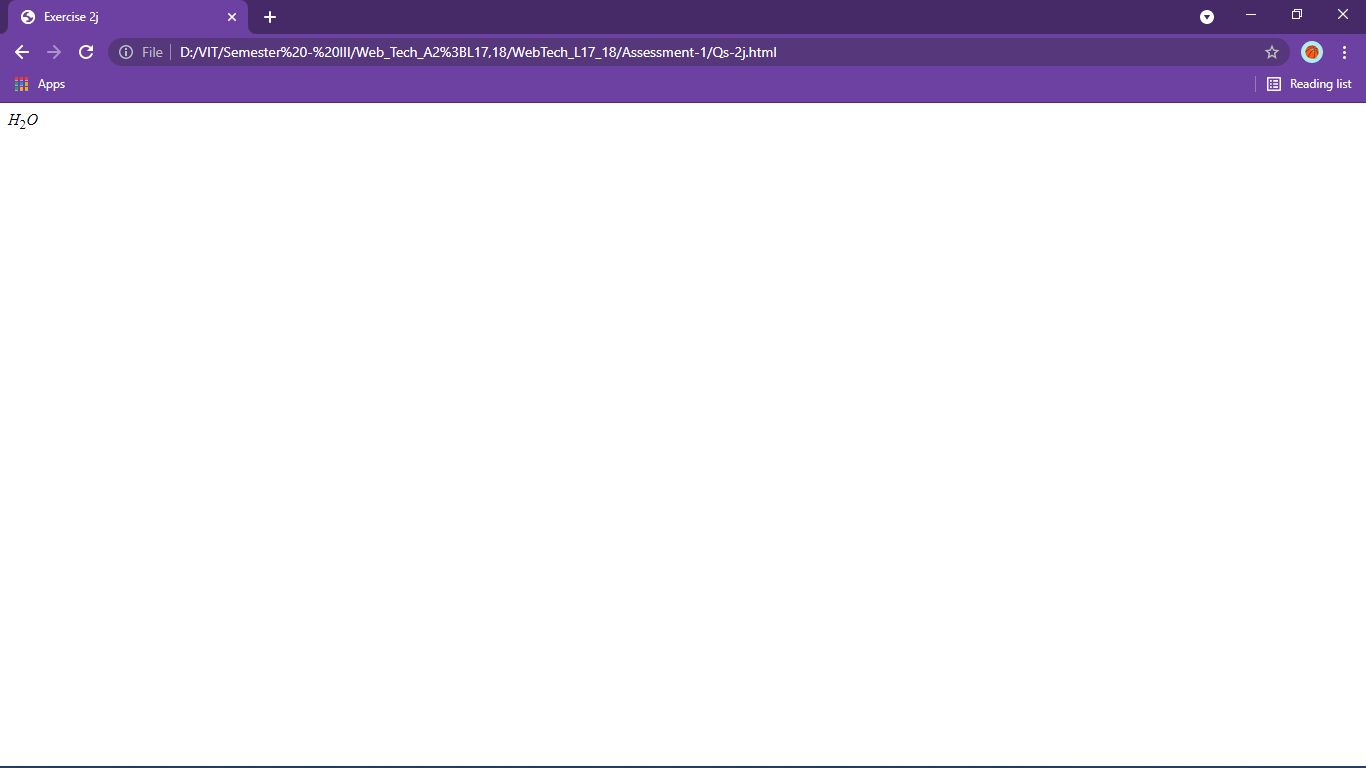 Exercise 2j
File D:/VIT/Semester%20-%20III/Web_Tech_A2%3BL17,18/WebTech_L17_18/Assessment-1/Qs-2j.html
Apps Reading list
H₂O